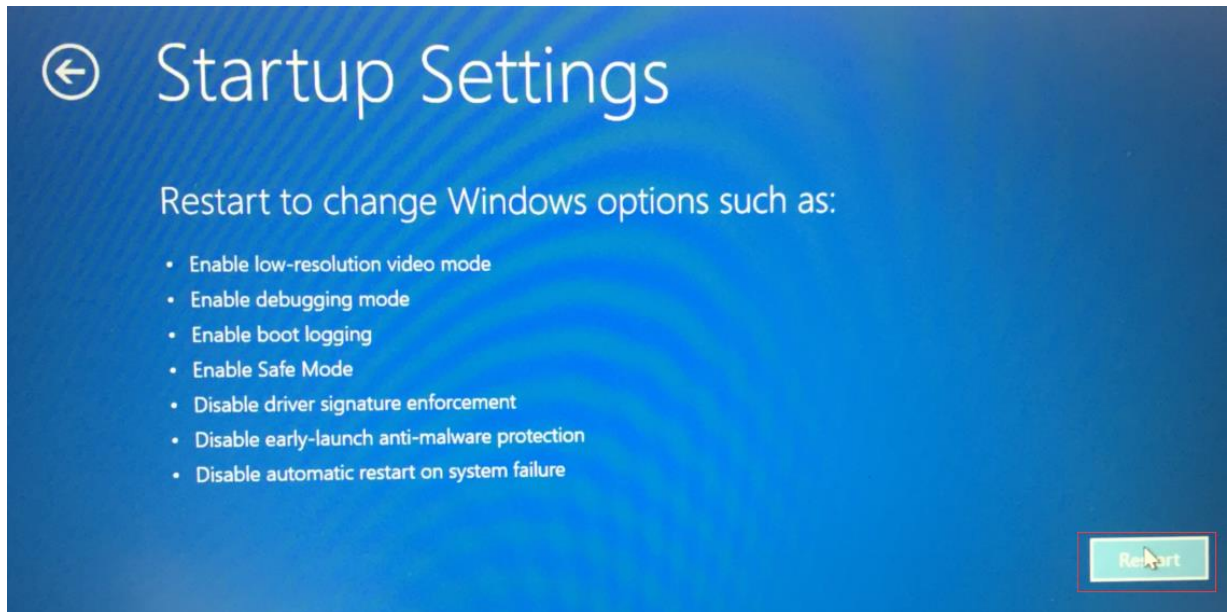 Startup Settings
Restart to change Windows options such as:
• Enable low-resolution video mode
• Enable debugging mode
• Enable boot logging
• Enable Safe Mode
• Disable driver signature enforcement
• Disable early-launch anti-malware protection
• Disable automatic restart on system failure
Restart